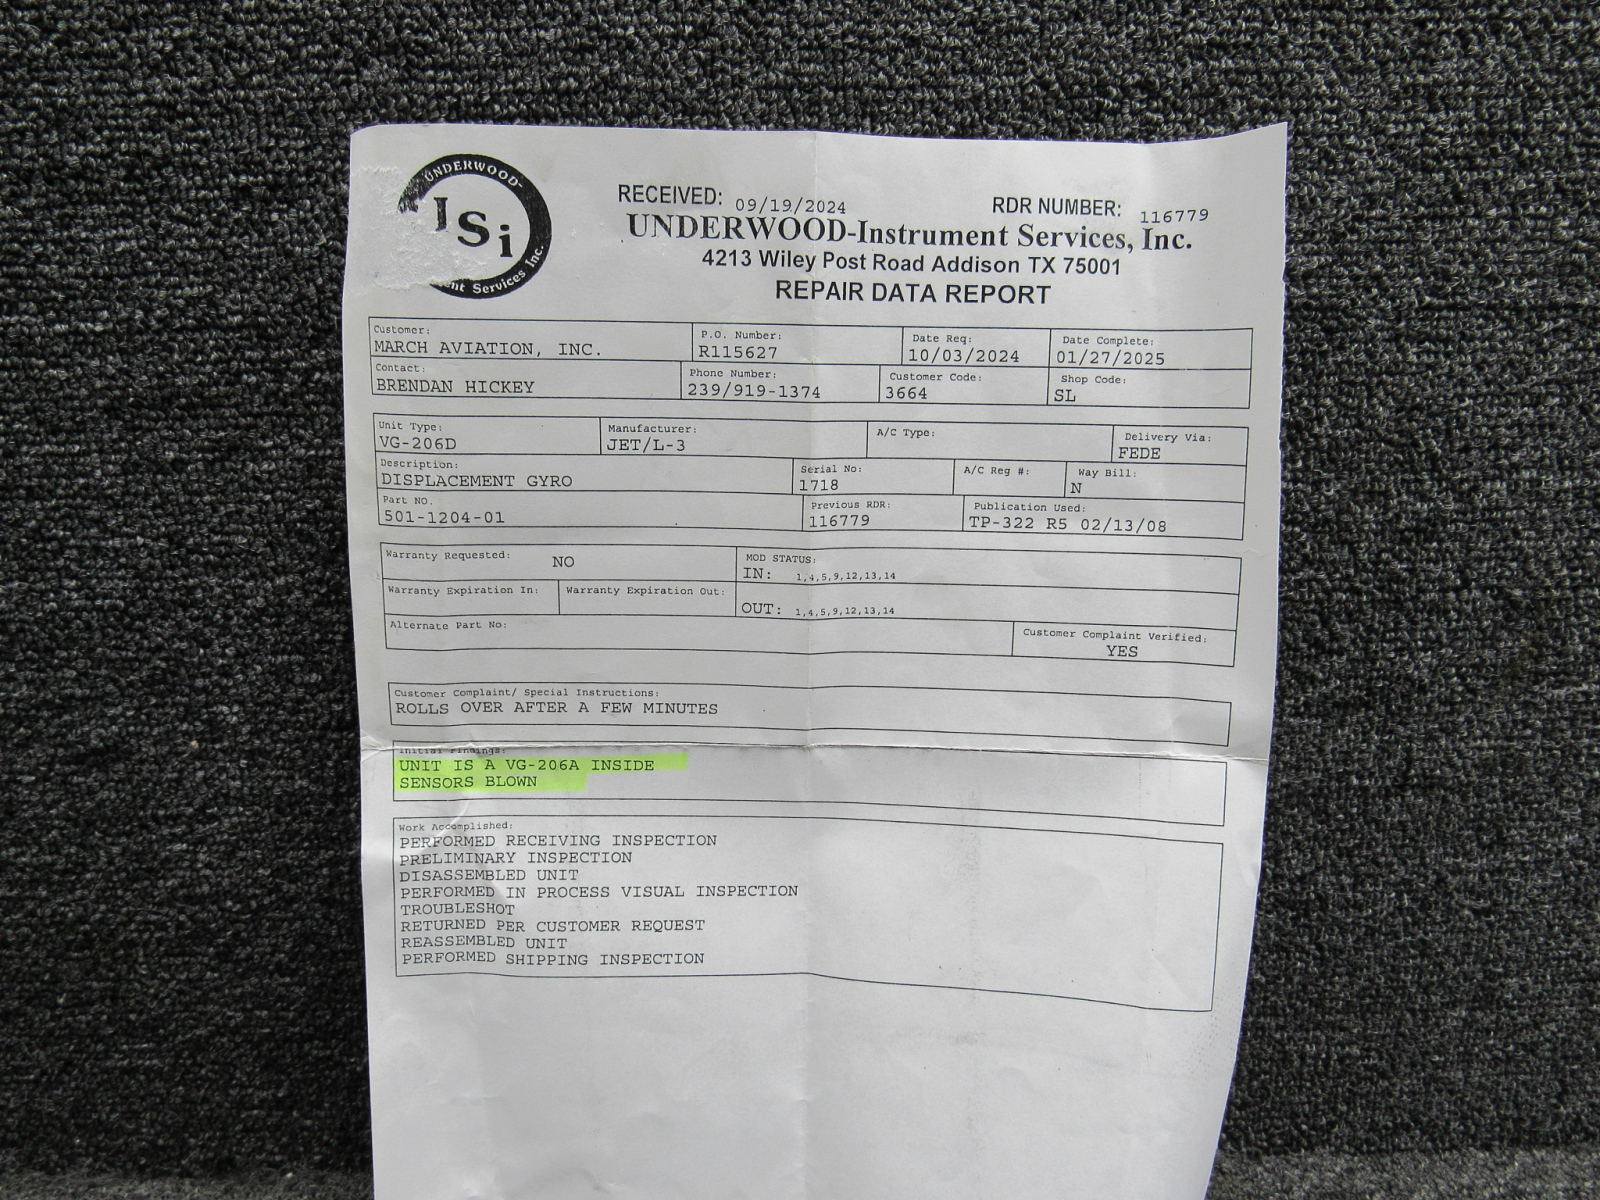 UNDERWOOD-
ISi
ent Services Inc.
RECEIVED: 09/19/2024 RDR NUMBER: 116779
UNDERWOOD-Instrument Services, Inc.
4213 Wiley Post Road Addison TX 75001
REPAIR DATA REPORT
Customer: P.O. Number: Date Req: Date Complete:
MARCH AVIATION, INC. R115627 10/03/2024 01/27/2025
Contact: Phone Number: Customer Code: Shop Code:
BRENDAN HICKEY 239/919-1374 3664 SL
Unit Type: Manufacturer: A/C Type: Delivery Via:
VG-206D JET/L-3 FEDE
Description: Serial No: A/C Reg #: Way Bill:
DISPLACEMENT GYRO 1718 N
Part NO. Previous RDR: Publication Used:
501-1204-01 116779 TP-322 R5 02/13/08
Warranty Requested: NO MOD STATUS:
IN: 1,4,5,9,12,13,14
Warranty Expiration In: Warranty Expiration Out:
OUT: 1,4,5,9,12,13,14
Alternate Part No: Customer Complaint Verified:
YES
Customer Complaint/ Special Instructions:
ROLLS OVER AFTER A FEW MINUTES
Initial Findings:
UNIT IS A VG-206A INSIDE
SENSORS BLOWN
Work Accomplished:
PERFORMED RECEIVING INSPECTION
PRELIMINARY INSPECTION
DISASSEMBLED UNIT
PERFORMED IN PROCESS VISUAL INSPECTION
TROUBLESHOT
RETURNED PER CUSTOMER REQUEST
REASSEMBLED UNIT
PERFORMED SHIPPING INSPECTION